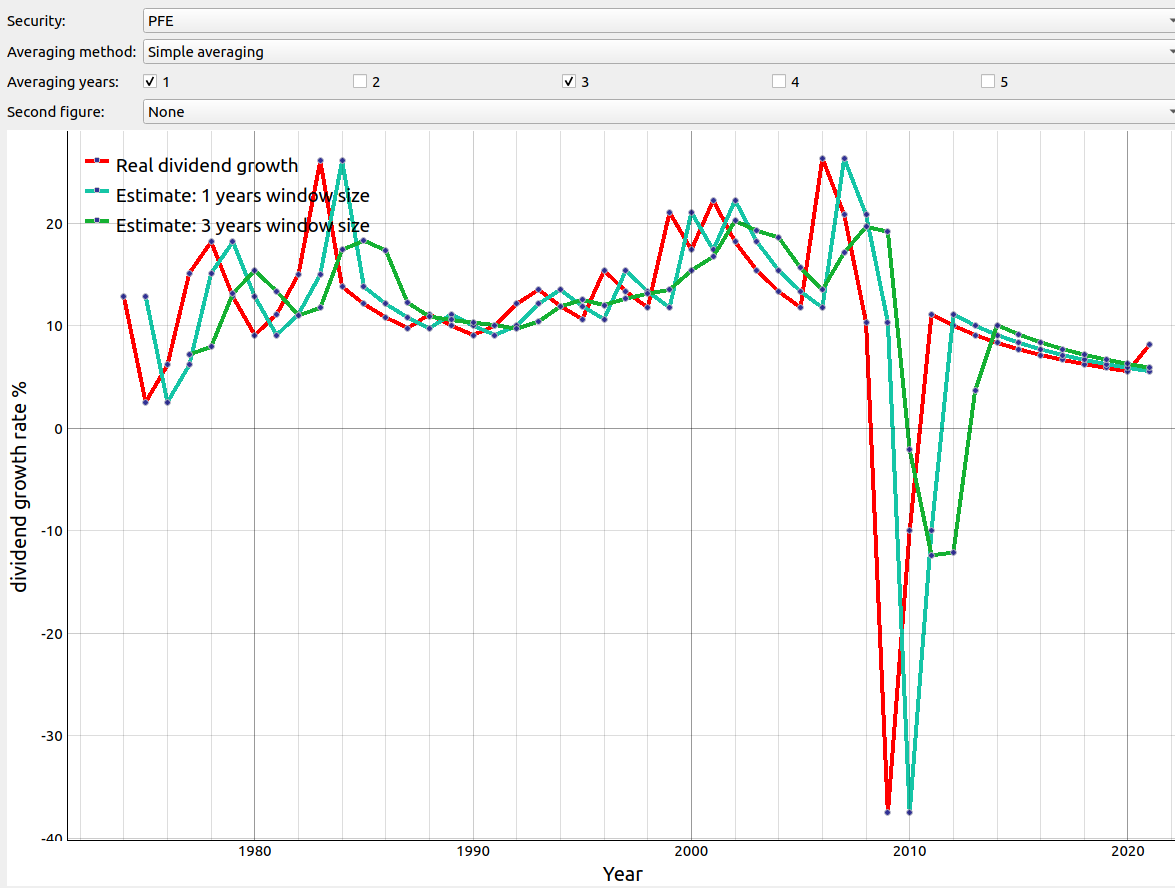 Security: PFE
Averaging method: Simple averaging
Averaging years: 1 2 3 4 5
Second figure: None
Real dividend growth
Estimate: 1 years window size
Estimate: 3 years window size
20
10
0
-10
-20
-30
-40
dividend growth rate %
1980 1990 2000 2010 2020
Year